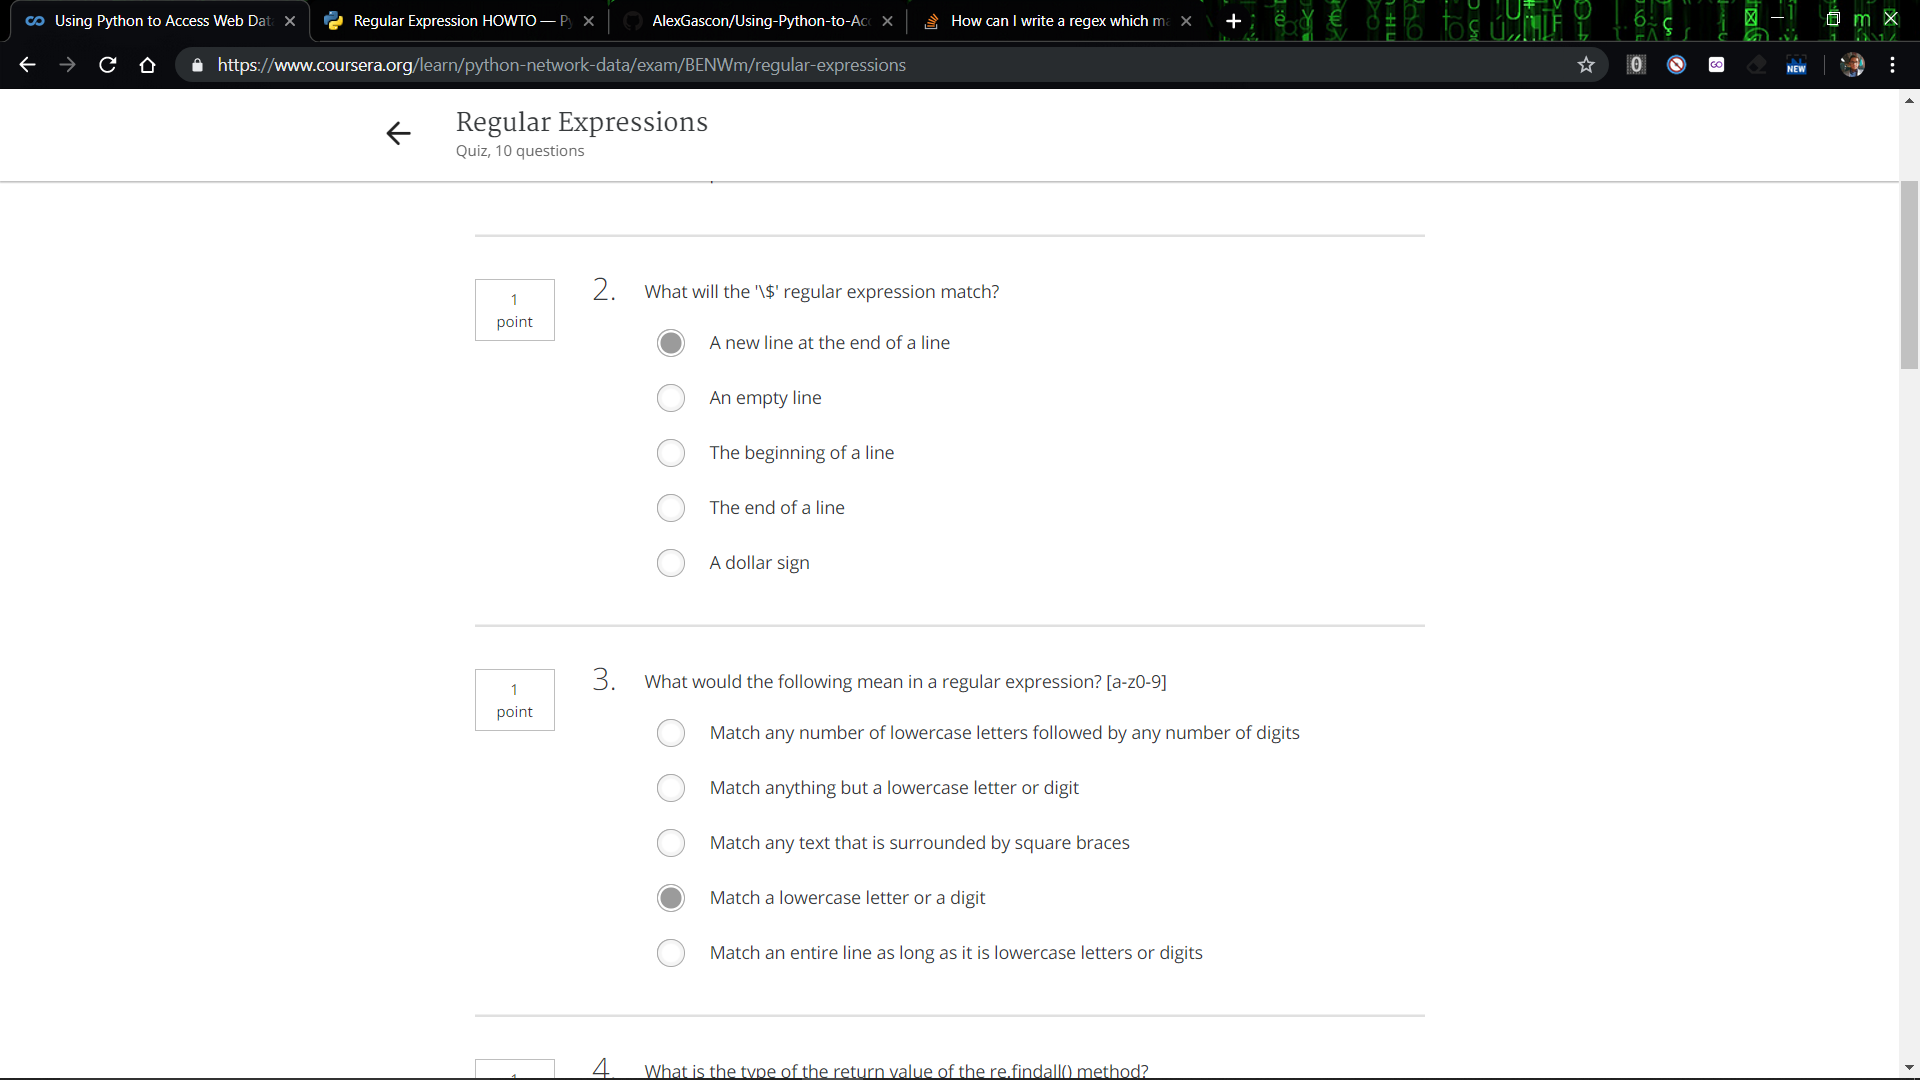 Using Python to Access Web Dat
Regular Expression HOWTO — P
AlexGascon/Using-Python-to-Ac
How can I write a regex which ma
https://www.coursera.org/learn/python-network-data/exam/BENWm/regular-expressions
NEW
Regular Expressions
Quiz, 10 questions
1
point
2.
What will the '\$' regular expression match?
A new line at the end of a line
An empty line
The beginning of a line
The end of a line
A dollar sign
1
point
3.
What would the following mean in a regular expression? [a-z0-9]
Match any number of lowercase letters followed by any number of digits
Match anything but a lowercase letter or digit
Match any text that is surrounded by square braces
Match a lowercase letter or a digit
Match an entire line as long as it is lowercase letters or digits
4.
What is the type of the return value of the re.findall() method?